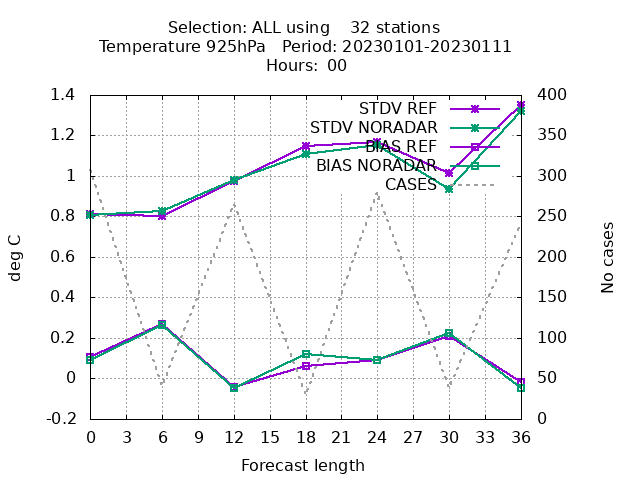 Selection: ALL using    32 stations
Temperature 925hPa   Period: 20230101-20230111
Hours:  00
STDV REF
STDV NORADAR
BIAS REF
BIAS NORADAR
CASES
deg C
1.4
1.2
1
0.8
0.6
0.4
0.2
0
-0.2
400
350
300
250
200
150
100
50
0
No cases
0 3 6 9 12 15 18 21 24 27 30 33 36
Forecast length